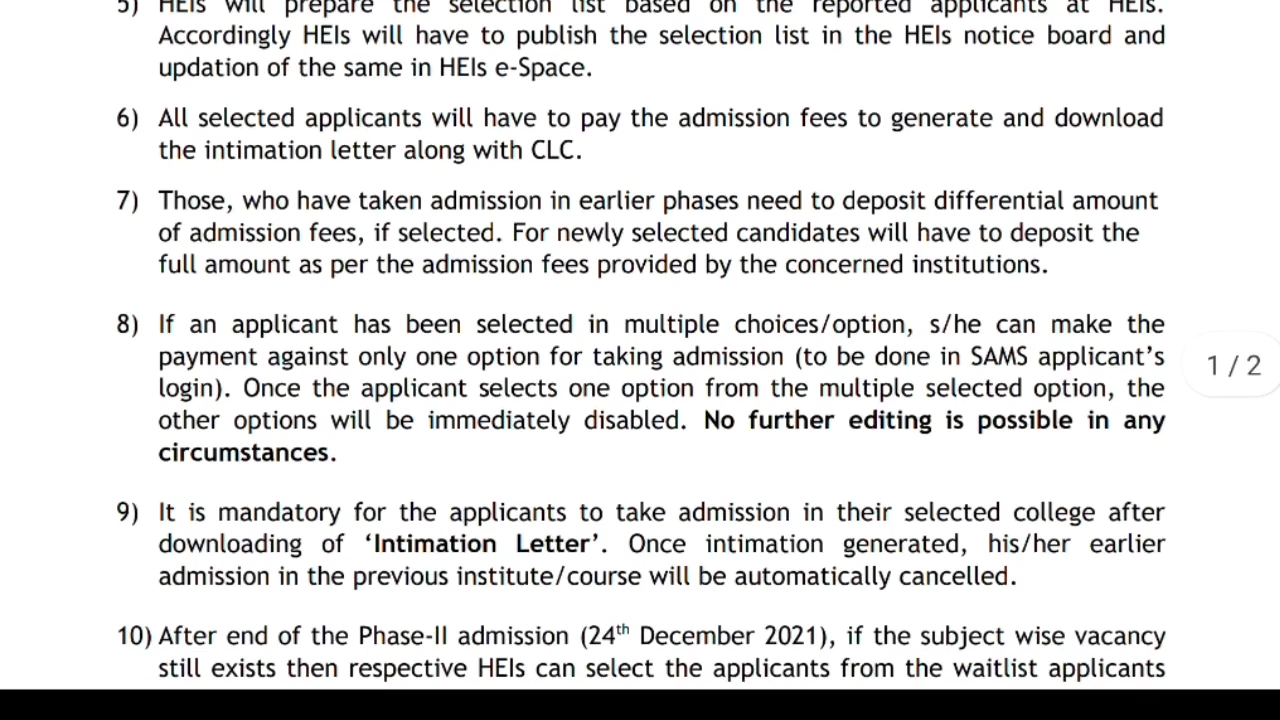 5) HEIs will prepare the selection list based on the reported applicants at HEIs.
Accordingly HEIs will have to publish the selection list in the HEIs notice board and
updation of the same in HEIs e-Space.
6) All selected applicants will have to pay the admission fees to generate and download
the intimation letter along with CLC.
7) Those, who have taken admission in earlier phases need to deposit differential amount
of admission fees, if selected. For newly selected candidates will have to deposit the
full amount as per the admission fees provided by the concerned institutions.
8) If an applicant has been selected in multiple choices/option, s/he can make the
payment against only one option for taking admission (to be done in SAMS applicant’s
login). Once the applicant selects one option from the multiple selected option, the
other options will be immediately disabled. No further editing is possible in any
circumstances.
1 / 2
9) It is mandatory for the applicants to take admission in their selected college after
downloading of ‘Intimation Letter’. Once intimation generated, his/her earlier
admission in the previous institute/course will be automatically cancelled.
10) After end of the Phase-II admission (24th December 2021), if the subject wise vacancy
still exists then respective HEIs can select the applicants from the waitlist applicants